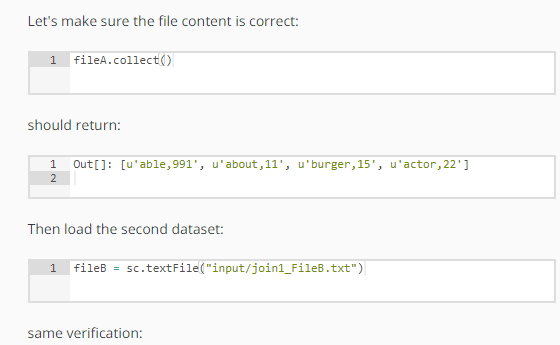 Let's make sure the file content is correct:
1 fileA.collect()
should return:
1 Out[]: [u'able,991', u'about,11', u'burger,15', u'actor,22']
2
Then load the second dataset:
1 fileB = sc.textFile("input/join1_FileB.txt")
same verification: